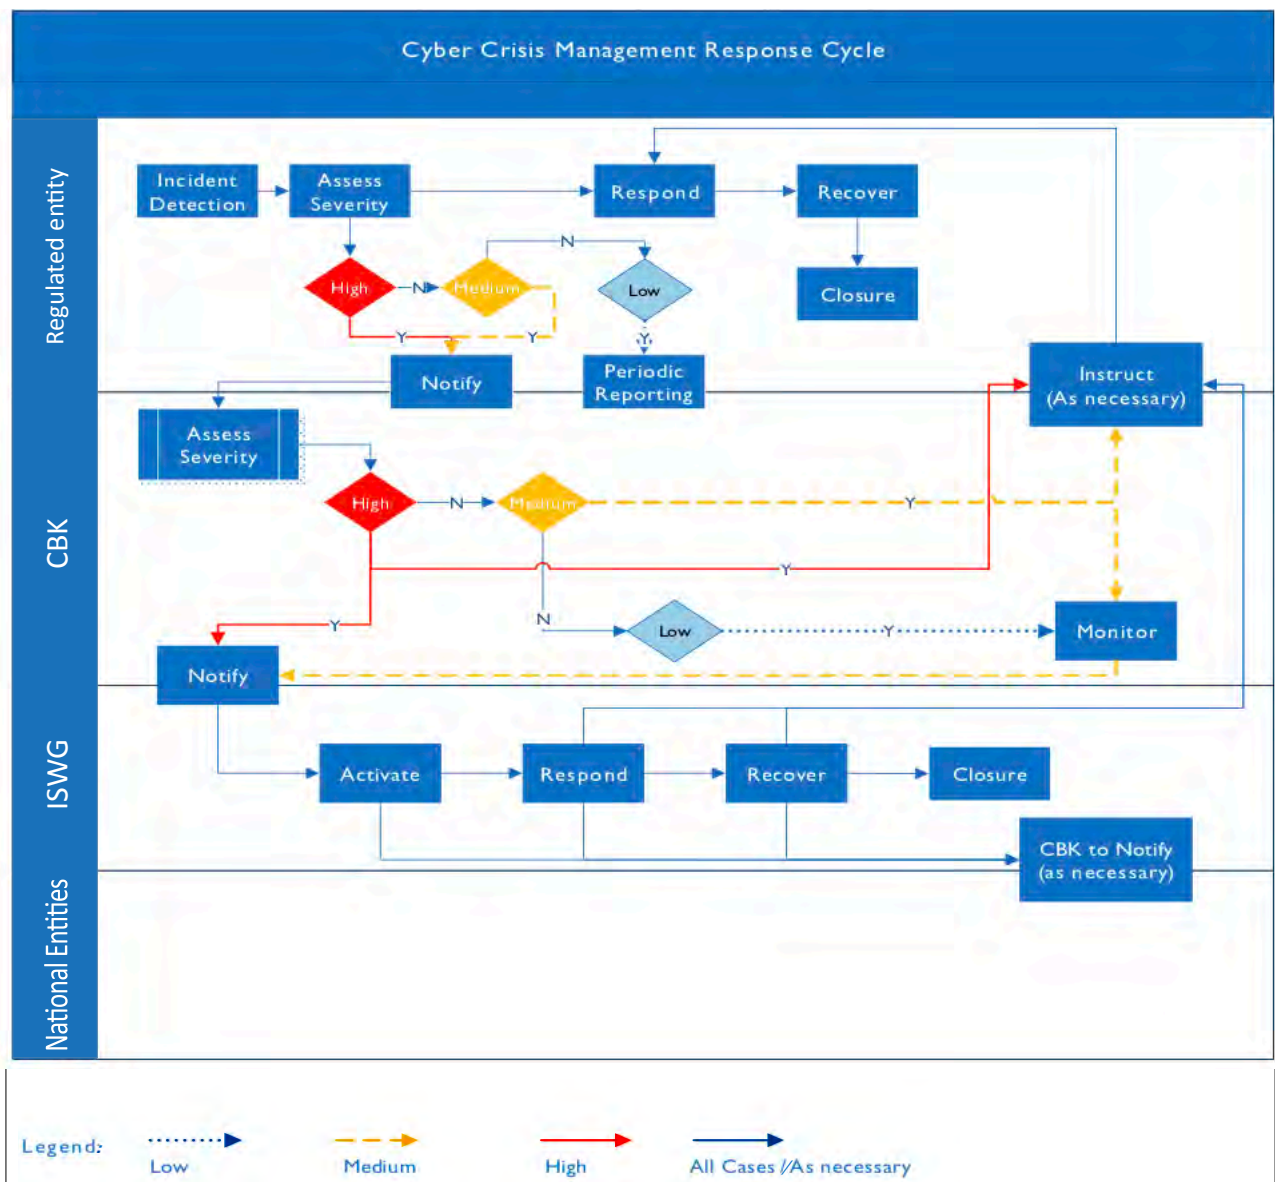 Cyber Crisis Management Response Cycle
Regulated entity
Incident
Detection
Assess
Severity
Respond
Recover
N
High
N
Medium
Low
Closure
Y
Y
Y
Notify
Periodic
Reporting
Instruct
(As necessary)
CBK
Assess
Severity
High
N
Medium
Y
Y
Y
N
Low
Y
Monitor
Notify
ISWG
Activate
Respond
Recover
Closure
CBK to Notify
(as necessary)
National Entities
Legend:
Low
Medium
High
All Cases //As necessary